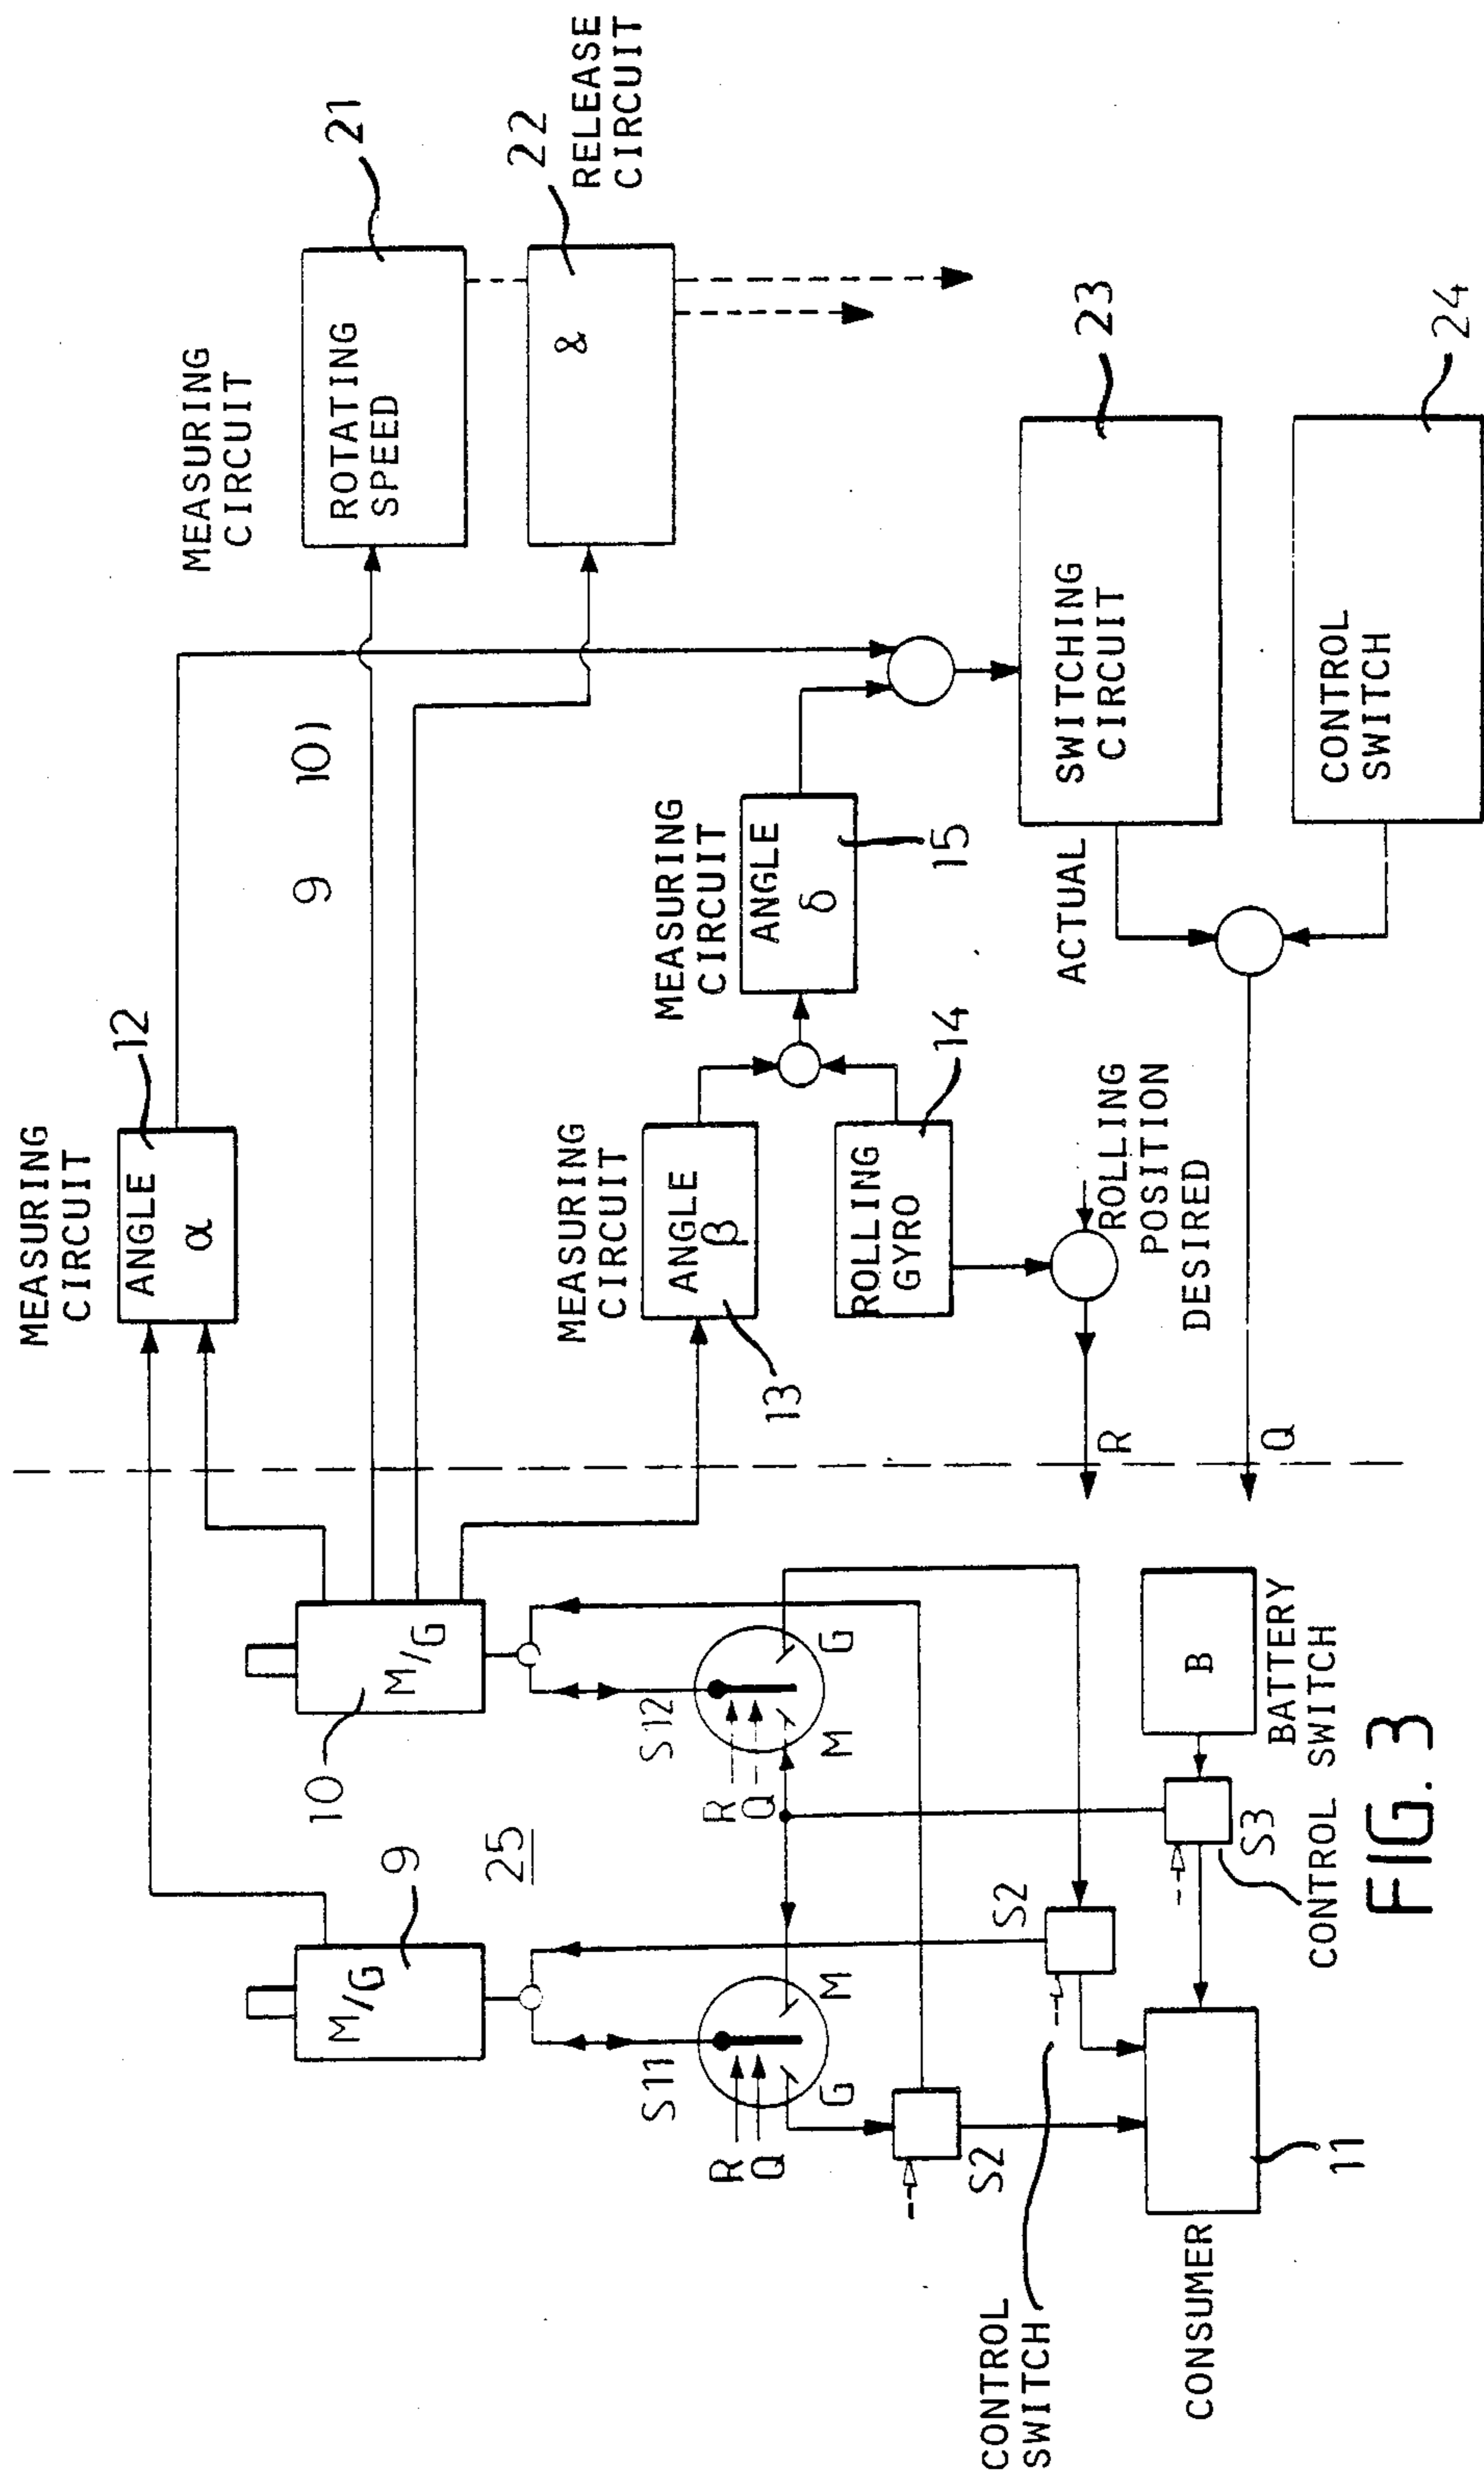 MEASURING
CIRCUIT
ANGLE
α
12
MEASURING
CIRCUIT
ROTATING
SPEED
21
22
RELEASE
CIRCUIT
&
9 10)
M/G
9
M/G
10
25
MEASURING
CIRCUIT
ANGLE
β
13
ROLLING
GYRO
14
MEASURING
CIRCUIT
ANGLE
δ
15
ROLLING
POSITION
DESIRED
ACTUAL
SWITCHING
CIRCUIT
23
CONTROL
SWITCH
24
R
Q
S11
R
Q
G
M
S12
R
Q
M
G
S2
S2
CONTROL
SWITCH
B
BATTERY
S3
CONTROL SWITCH
CONSUMER
11
FIG. 3